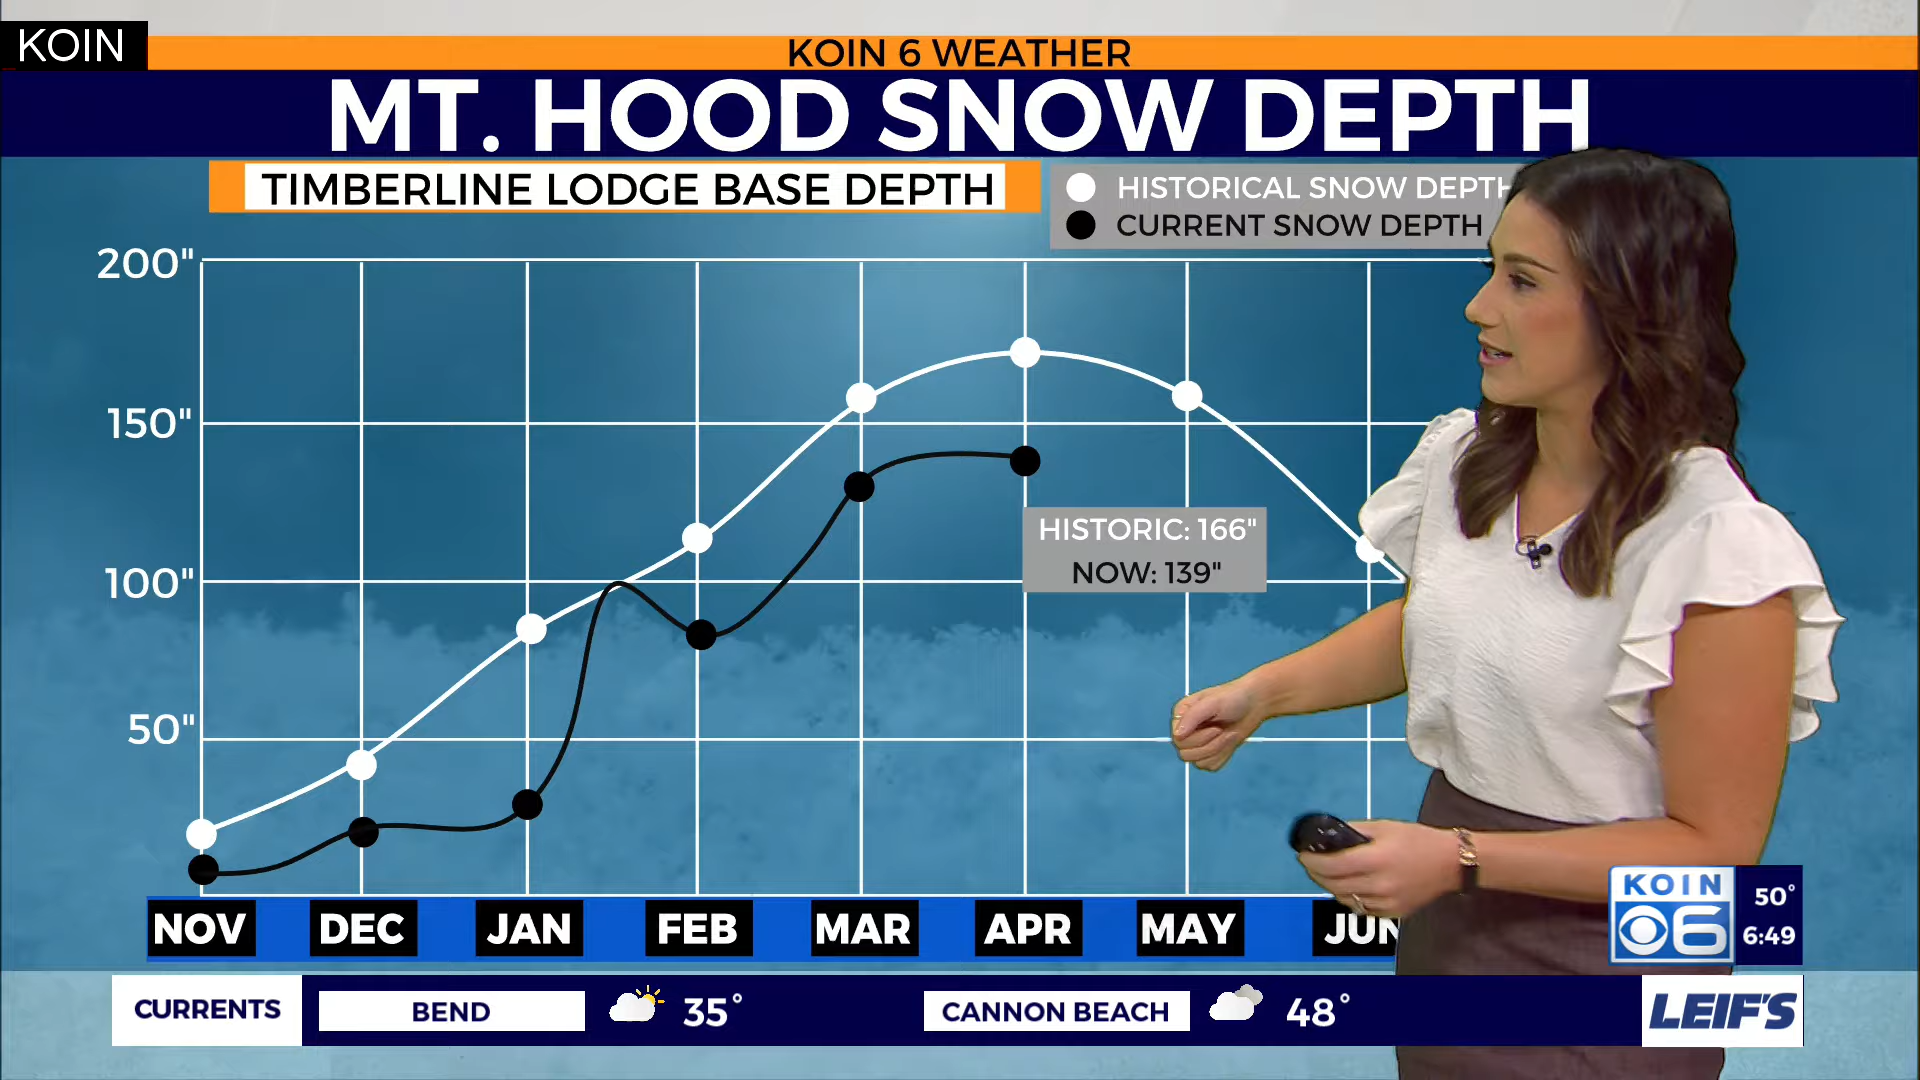 KOIN
KOIN 6 WEATHER
MT. HOOD SNOW DEPTH
TIMBERLINE LODGE BASE DEPTH
HISTORICAL SNOW DEPTH
CURRENT SNOW DEPTH
200"
150"
100"
50"
HISTORIC: 166"
NOW: 139"
NOV DEC JAN FEB MAR APR MAY JUN
KOIN
6
50°
6:49
CURRENTS BEND 35° CANNON BEACH 48° LEIF'S